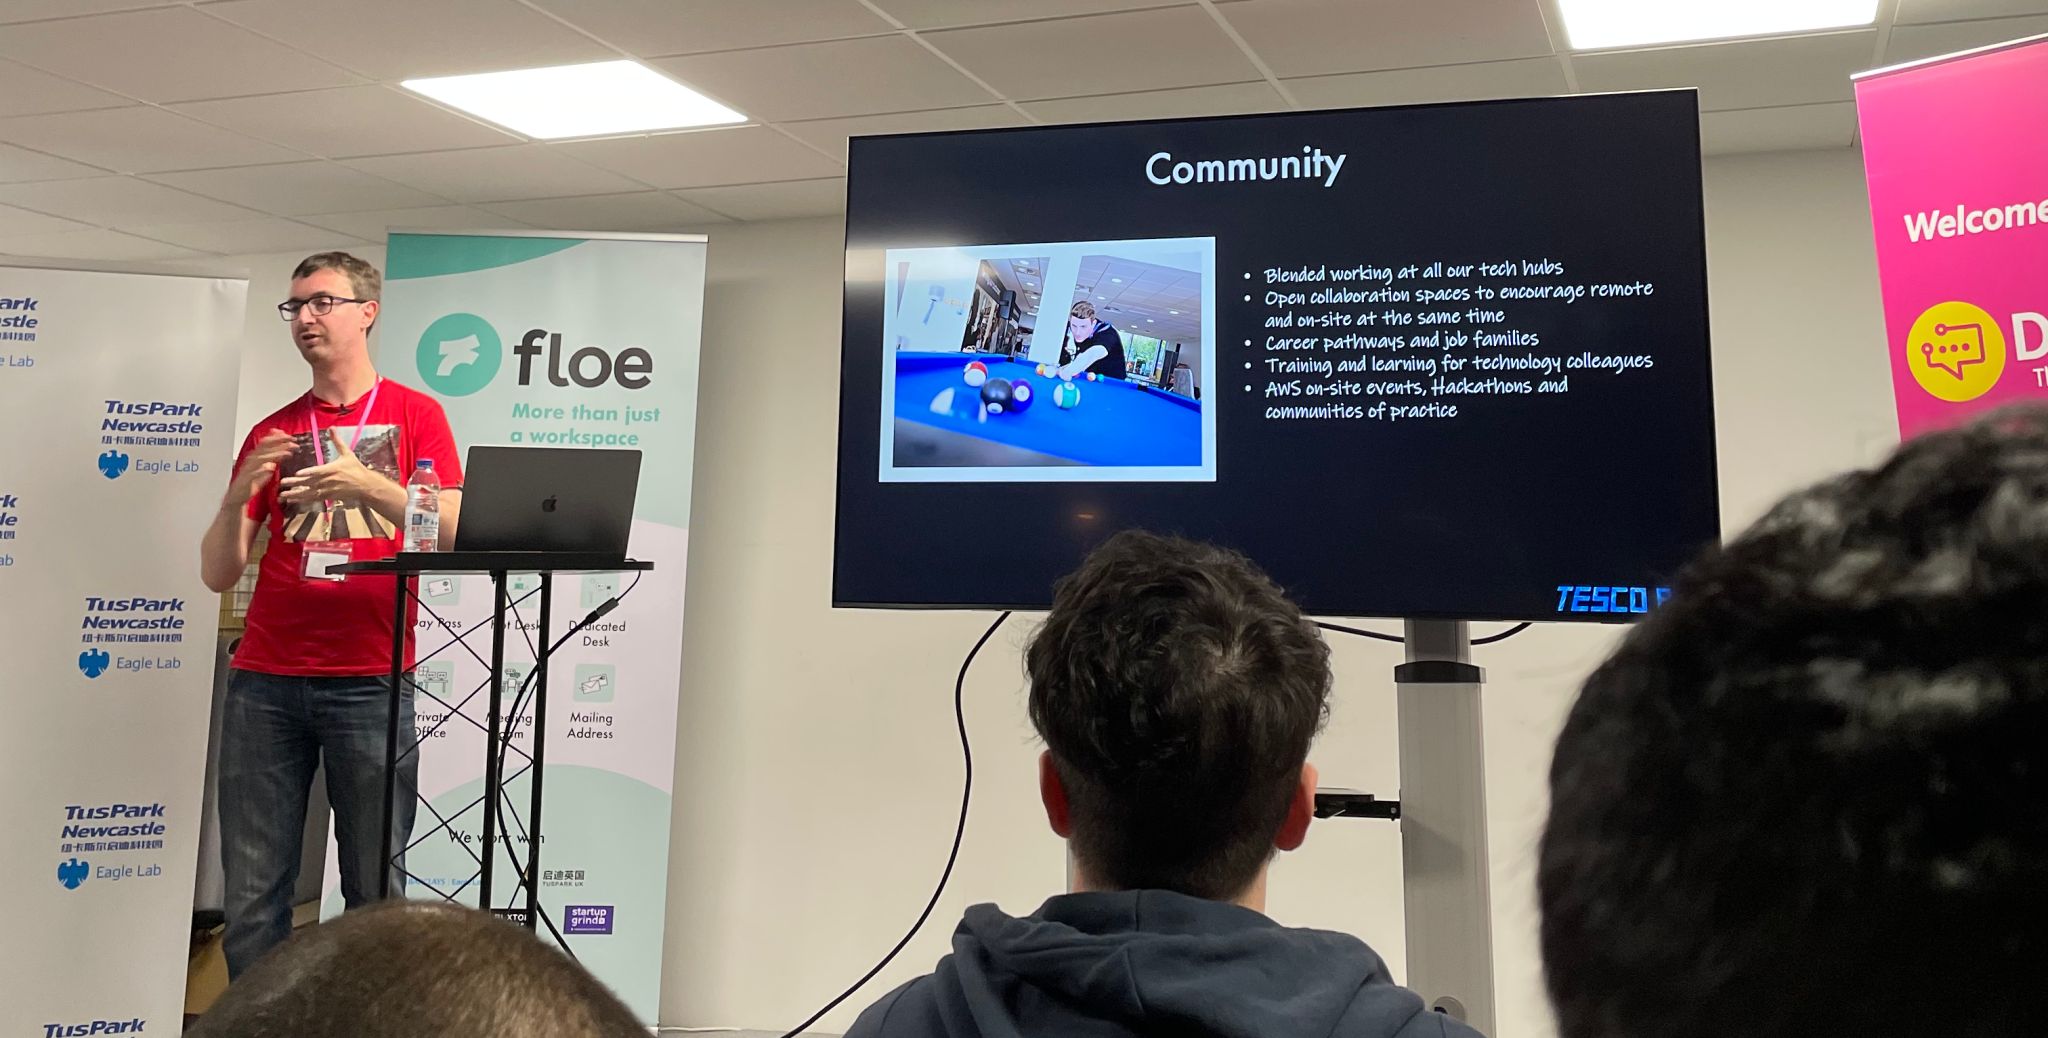 ark
stle
Lab
TusPark
Newcastle
纽卡斯尔启迪科技园
Eagle Lab
TusPark
Newcastle
纽卡斯尔启迪科技园
Eagle Lab
TusPark
Newcastle
纽卡斯尔启迪科技园
Eagle Lab
TusPark
floe
More than just
a workspace
Day Pass
Hot Desk
Dedicated
Desk
Private
Office
Meeting
Room
Mailing
Address
We work with
BARCLAYS Eagle
启迪英国
TUSPARK UK
startup
grind
Community
• Blended working at all our tech hubs
• Open collaboration spaces to encourage remote
and on-site at the same time
• Career pathways and job families
• Training and learning for technology colleagues
• AWS on-site events, Hackathons and
communities of practice
TESCO
Welcome
D